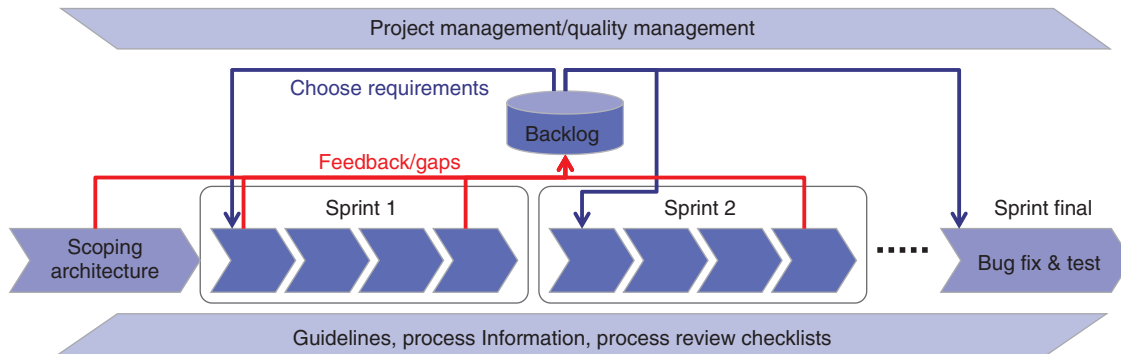 Project management/quality management
Choose requirements
Backlog
Feedback/gaps
Sprint 1
Sprint 2
Sprint final
Scoping
architecture
Bug fix & test
Guidelines, process Information, process review checklists